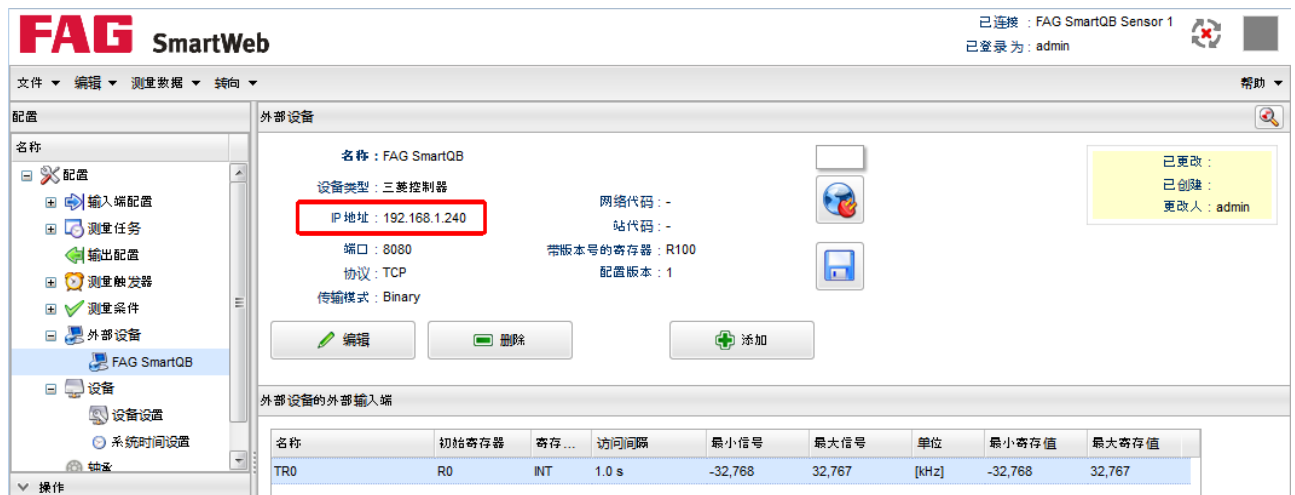 FAG SmartWeb
已连接 : FAG SmartQB Sensor 1
已登录为 : admin
文件 编辑 测量数据 转向 帮助
配置
名称
配置
输入端配置
测量任务
输出配置
测量触发器
测量条件
外部设备
FAG SmartQB
设备
设备设置
系统时间设置
轴承
操作
外部设备
名称 : FAG SmartQB
设备类型 : 三菱控制器
IP 地址 : 192.168.1.240
端口 : 8080
协议 : TCP
传输模式 : Binary
网络代码 : -
站代码 : -
带版本号的寄存器 : R100
配置版本 : 1
已更改 :
已创建 :
更改人 : admin
编辑 删除 添加
外部设备的外部输入端
名称 初始寄存器 寄存... 访问间隔 最小信号 最大信号 单位 最小寄存值 最大寄存值
TR0 R0 INT 1.0 s -32,768 32,767 [kHz] -32,768 32,767